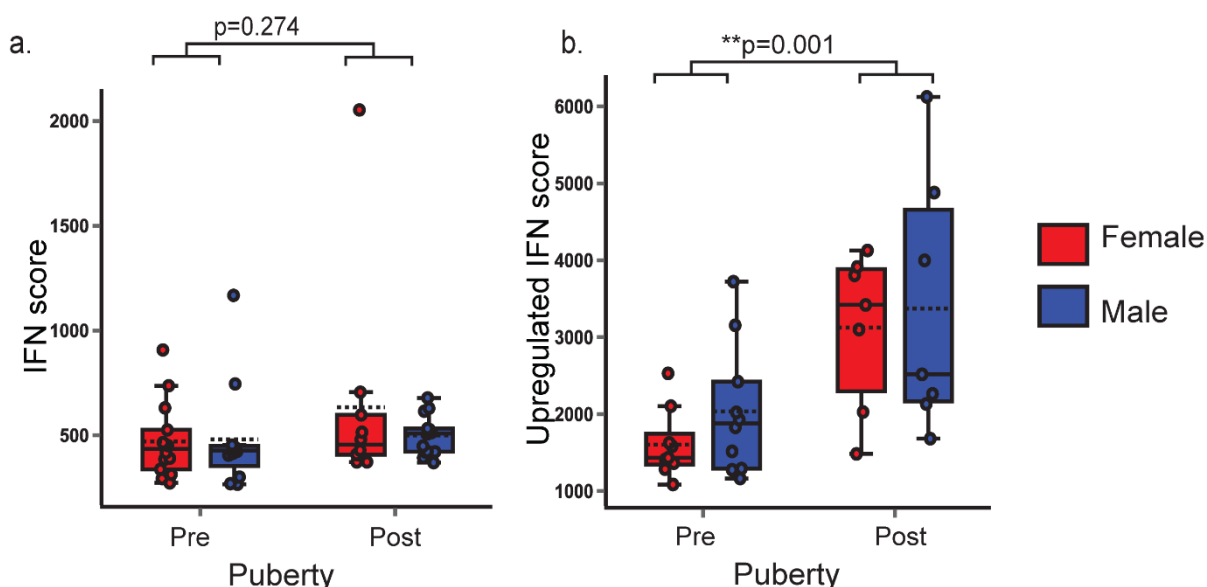 a.
p=0.274
IFN score
2000
1500
1000
500
Pre
Post
Puberty
b.
**p=0.001
Upregulated IFN score
6000
5000
4000
3000
2000
1000
Pre
Post
Puberty
Female
Male